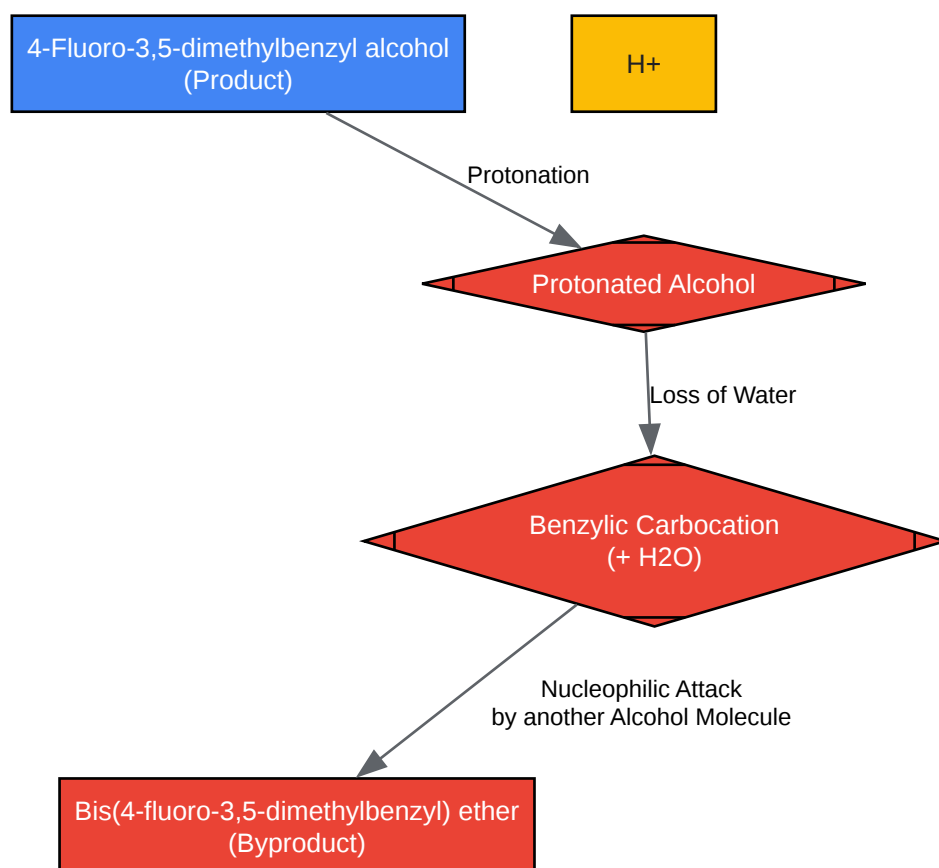 4-Fluoro-3,5-dimethylbenzyl alcohol
(Product)
H+
Protonation
Protonated Alcohol
Loss of Water
Benzylic Carbocation
(+ H2O)
Nucleophilic Attack
by another Alcohol Molecule
Bis(4-fluoro-3,5-dimethylbenzyl) ether
(Byproduct)